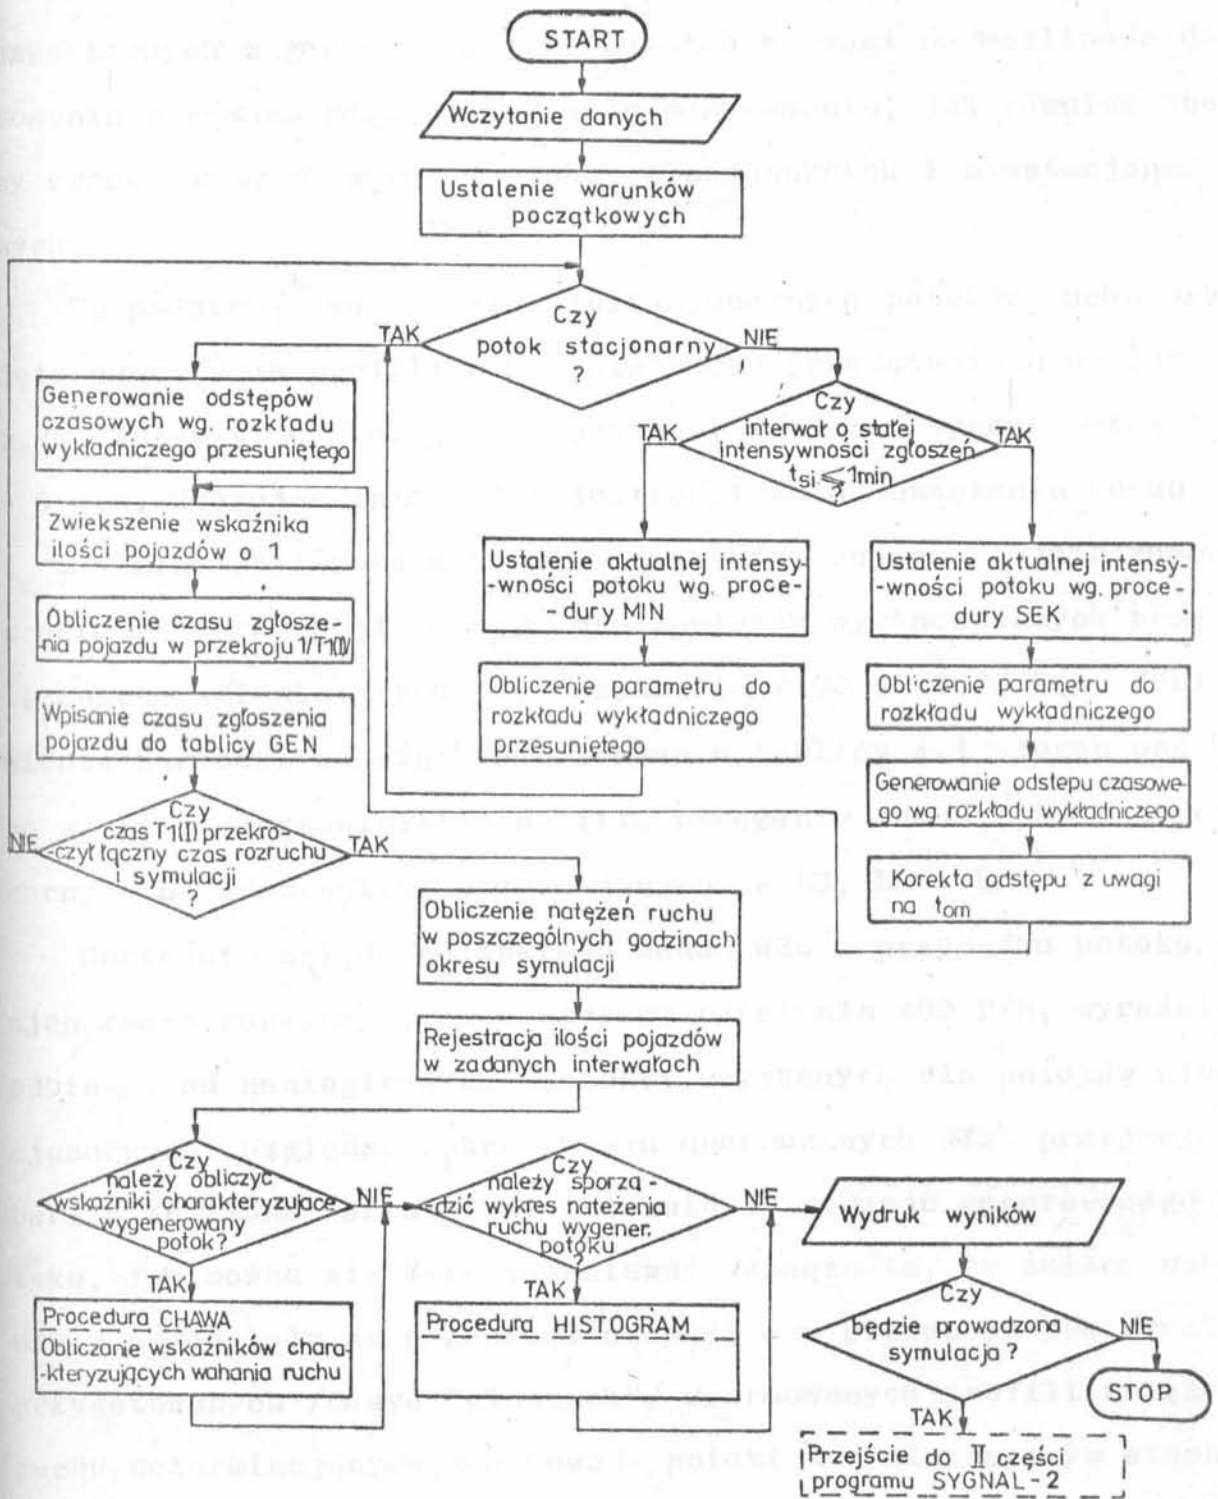 START
Wczytanie danych
Ustalenie warunków
początkowych
Czy
potok stacjonarny
?
TAK
NIE
Generowanie odstępów
czasowych wg. rozkładu
wykładniczego przesuniętego
Czy
interwał o stałej
intensywności zgłoszeń
tsi ⩽ 1min
?
TAK
TAK
Zwiekszenie wskaźnika
ilości pojazdów o 1
Ustalenie aktualnej intensy-
-wności potoku wg. proce-
- dury MIN
Ustalenie aktualnej intensy-
-wności potoku wg. proce-
dury SEK
Obliczenie czasu zgłosze-
-nia pojazdu w przekroju 1/T1(I)/
Obliczenie parametru do
rozkładu wykładniczego
przesuniętego
Obliczenie parametru do
rozkładu wykładniczego
Wpisanie czasu zgłoszenia
pojazdu do tablicy GEN
Generowanie odstepu czasowe-
go wg. rozkładu wykładniczego
Czy
czas T1(I) przekro-
-czył łączny czas rozruchu
i symulacji
?
NIE
TAK
Korekta odstępu z uwagi
na tom
Obliczenie natężeń ruchu
w poszczególnych godzinach
okresu symulacji
Rejestracja ilości pojazdów
w zadanych interwałach
Czy
należy obliczyć
wskaźniki charakteryzujące
wygenerowany
potok?
NIE
TAK
Czy
należy sporzą -
-dzić wykres natężenia
ruchu wygener.
potoku
?
NIE
TAK
Wydruk wyników
Procedura CHAWA
Obliczanie wskaźników chara-
-kteryzujących wahania ruchu
Procedura HISTOGRAM
Czy
będzie prowadzona
symulacja ?
NIE
TAK
STOP
Przejście do II części
programu SYGNAL-2